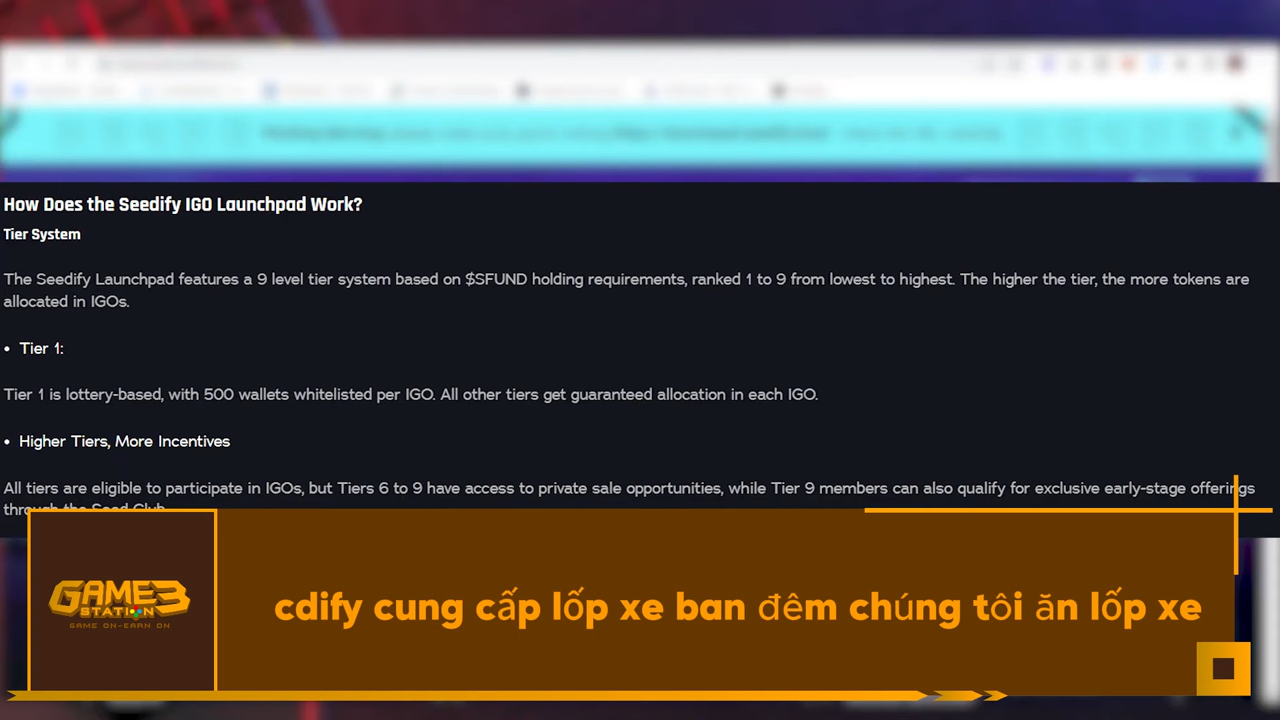 How Does the Seedify IGO Launchpad Work?
Tier System
The Seedify Launchpad features a 9 level tier system based on $SFUND holding requirements, ranked 1 to 9 from lowest to highest. The higher the tier, the more tokens are
allocated in IGOs.
• Tier 1:
Tier 1 is lottery-based, with 500 wallets whitelisted per IGO. All other tiers get guaranteed allocation in each IGO.
• Higher Tiers, More Incentives
All tiers are eligible to participate in IGOs, but Tiers 6 to 9 have access to private sale opportunities, while Tier 9 members can also qualify for exclusive early-stage offerings
through the Seed Club.
GAME3
STATION
GAME ON-EARN ON
cdify cung cấp lốp xe ban đêm chúng tôi ăn lốp xe